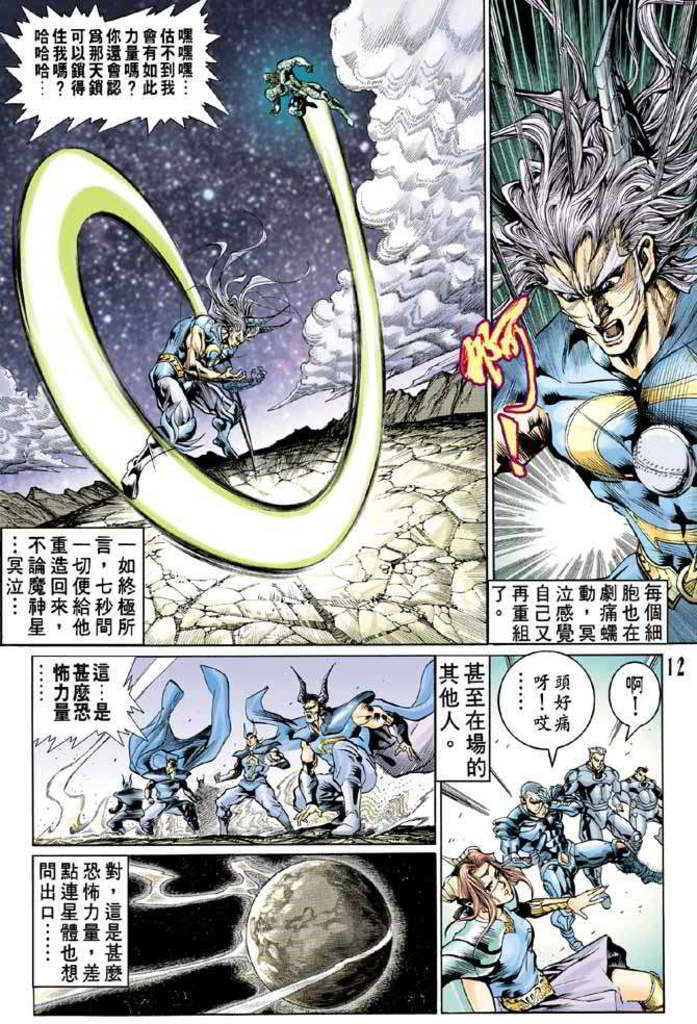 嘿嘿嘿…
估不到我
會有如此
力量嗎?
你還會認
為那天鎖
可以鎖得
住我嗎?
哈哈哈…
一如終極所
言，七秒間
一切便給他
重造回來，
不論魔神星
…冥泣…
每個細
胞也在
劇痛蠕
動，冥
泣感覺
自己又
再重組
了。
這…是
甚麼恐
怖力量
……
甚至在場的
其他人。
啊!
頭好痛
呀!哎
……
12
對，這是甚麼
恐怖力量，差
點連星體也想
問出口……